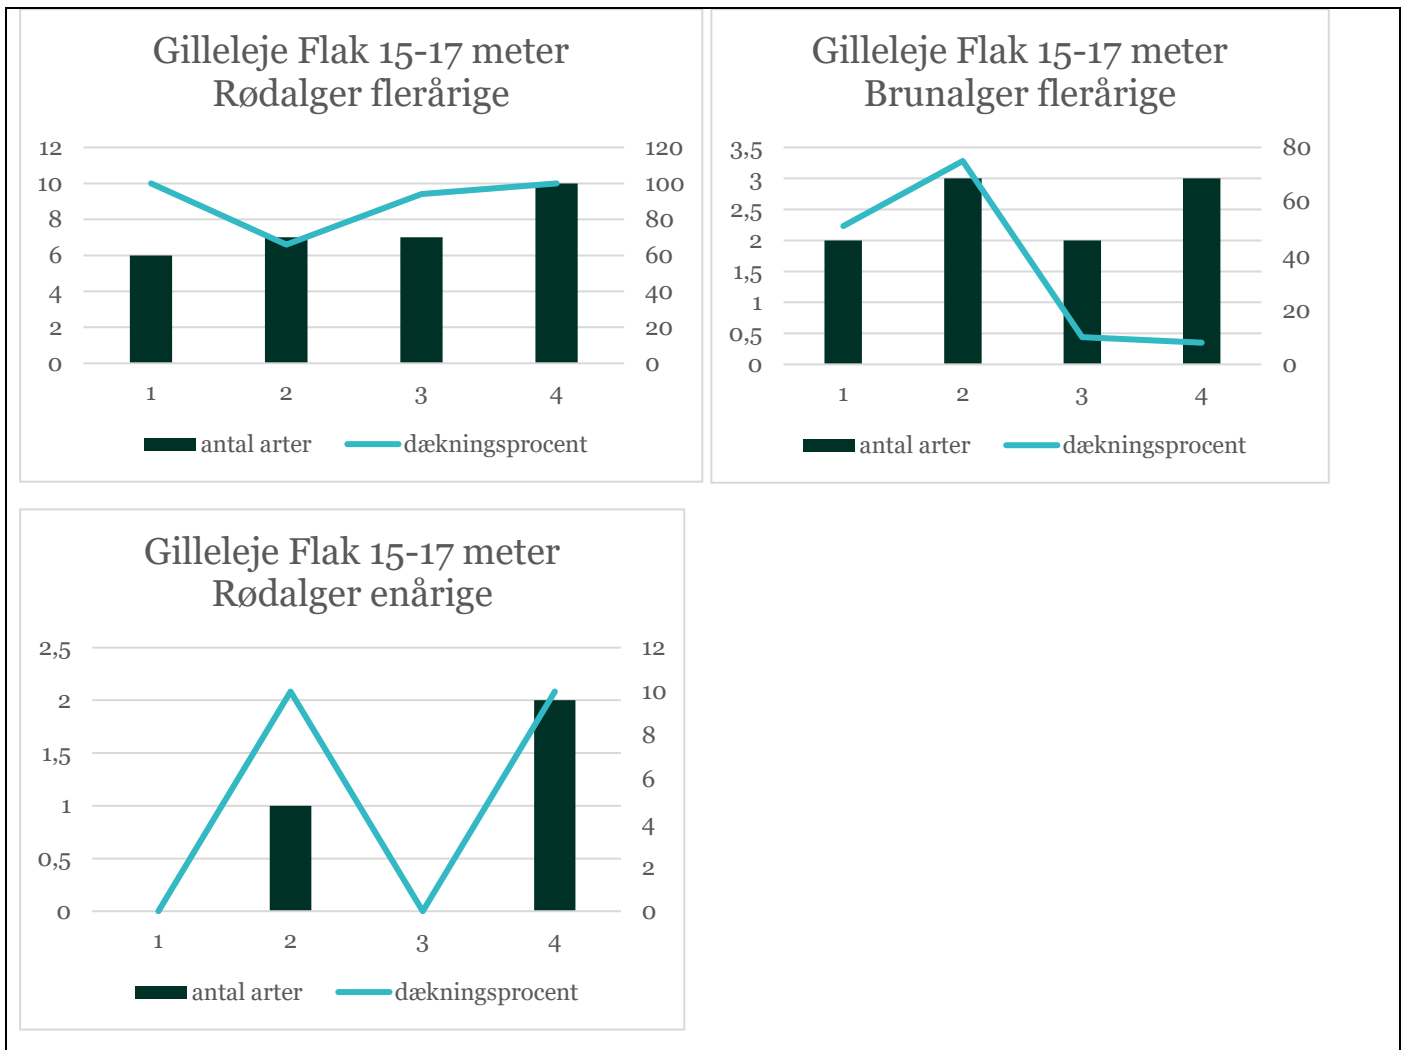 Gilleleje Flak 15-17 meter
Rødalger flerårige
12 120
10 100
8 80
6 60
4 40
2 20
0 0
1 2 3 4
antal arter dækningsprocent
Gilleleje Flak 15-17 meter
Brunalger flerårige
3,5 80
3
2,5 60
2
1,5 40
1
0,5 20
0 0
1 2 3 4
antal arter dækningsprocent
Gilleleje Flak 15-17 meter
Rødalger enårige
2,5 12
2 10
8
1,5
6
1
4
0,5 2
0 0
1 2 3 4
antal arter dækningsprocent